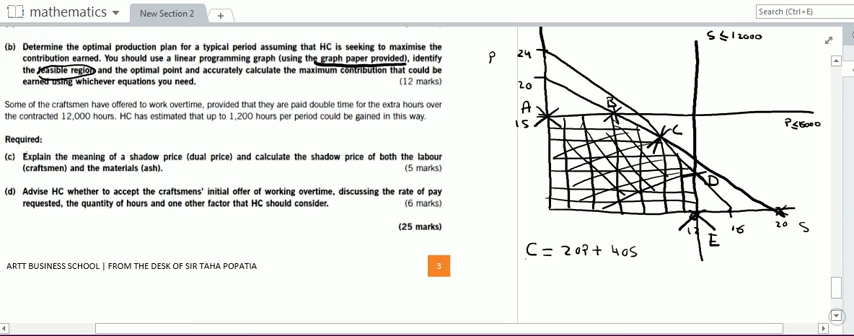 mathematics
New Section 2
Search (Ctrl+E)
(b) Determine the optimal production plan for a typical period assuming that HC is seeking to maximise the
contribution earned. You should use a linear programming graph (using the graph paper provided), identify
the feasible region and the optimal point and accurately calculate the maximum contribution that could be
earned using whichever equations you need. (12 marks)
Some of the craftsmen have offered to work overtime, provided that they are paid double time for the extra hours over
the contracted 12,000 hours. HC has estimated that up to 1,200 hours per period could be gained in this way.
Required:
(c) Explain the meaning of a shadow price (dual price) and calculate the shadow price of both the labour
(craftsmen) and the materials (ash). (5 marks)
(d) Advise HC whether to accept the craftsmen's initial offer of working overtime, discussing the rate of pay
requested, the quantity of hours and one other factor that HC should consider. (6 marks)
(25 marks)
ARTT BUSINESS SCHOOL | FROM THE DESK OF SIR TAHA POPATIA 3
S ≤ 12000
P 24
20
A B
15 P ≤ 15000
C
D
12 16 20 S
E
C = 20P + 40S